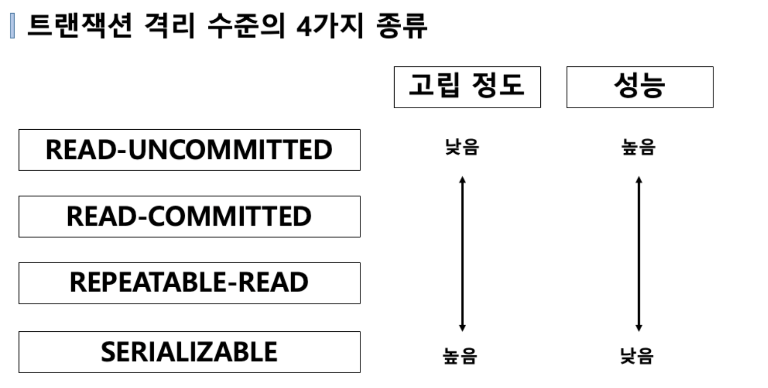 트랜잭션 격리 수준의 4가지 종류
고립 정도 성능
READ-UNCOMMITTED 낮음 높음
READ-COMMITTED
REPEATABLE-READ
SERIALIZABLE 높음 낮음